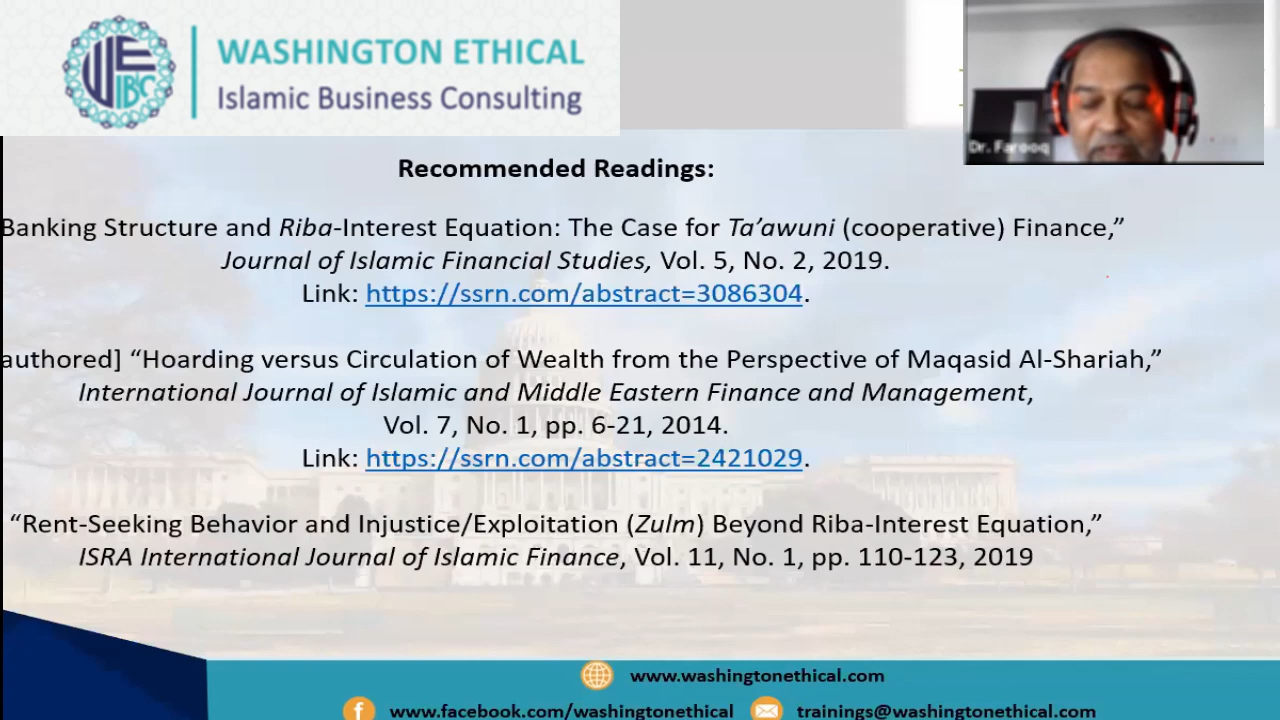 WASHINGTON ETHICAL
Islamic Business Consulting
WE
IBC
Dr. Farooq
Recommended Readings:
Banking Structure and Riba-Interest Equation: The Case for Ta’awuni (cooperative) Finance,”
Journal of Islamic Financial Studies, Vol. 5, No. 2, 2019.
Link: https://ssrn.com/abstract=3086304.
authored] “Hoarding versus Circulation of Wealth from the Perspective of Maqasid Al-Shariah,”
International Journal of Islamic and Middle Eastern Finance and Management,
Vol. 7, No. 1, pp. 6-21, 2014.
Link: https://ssrn.com/abstract=2421029.
“Rent-Seeking Behavior and Injustice/Exploitation (Zulm) Beyond Riba-Interest Equation,”
ISRA International Journal of Islamic Finance, Vol. 11, No. 1, pp. 110-123, 2019
www.washingtonethical.com
www.facebook.com/washingtonethical trainings@washingtonethical.com